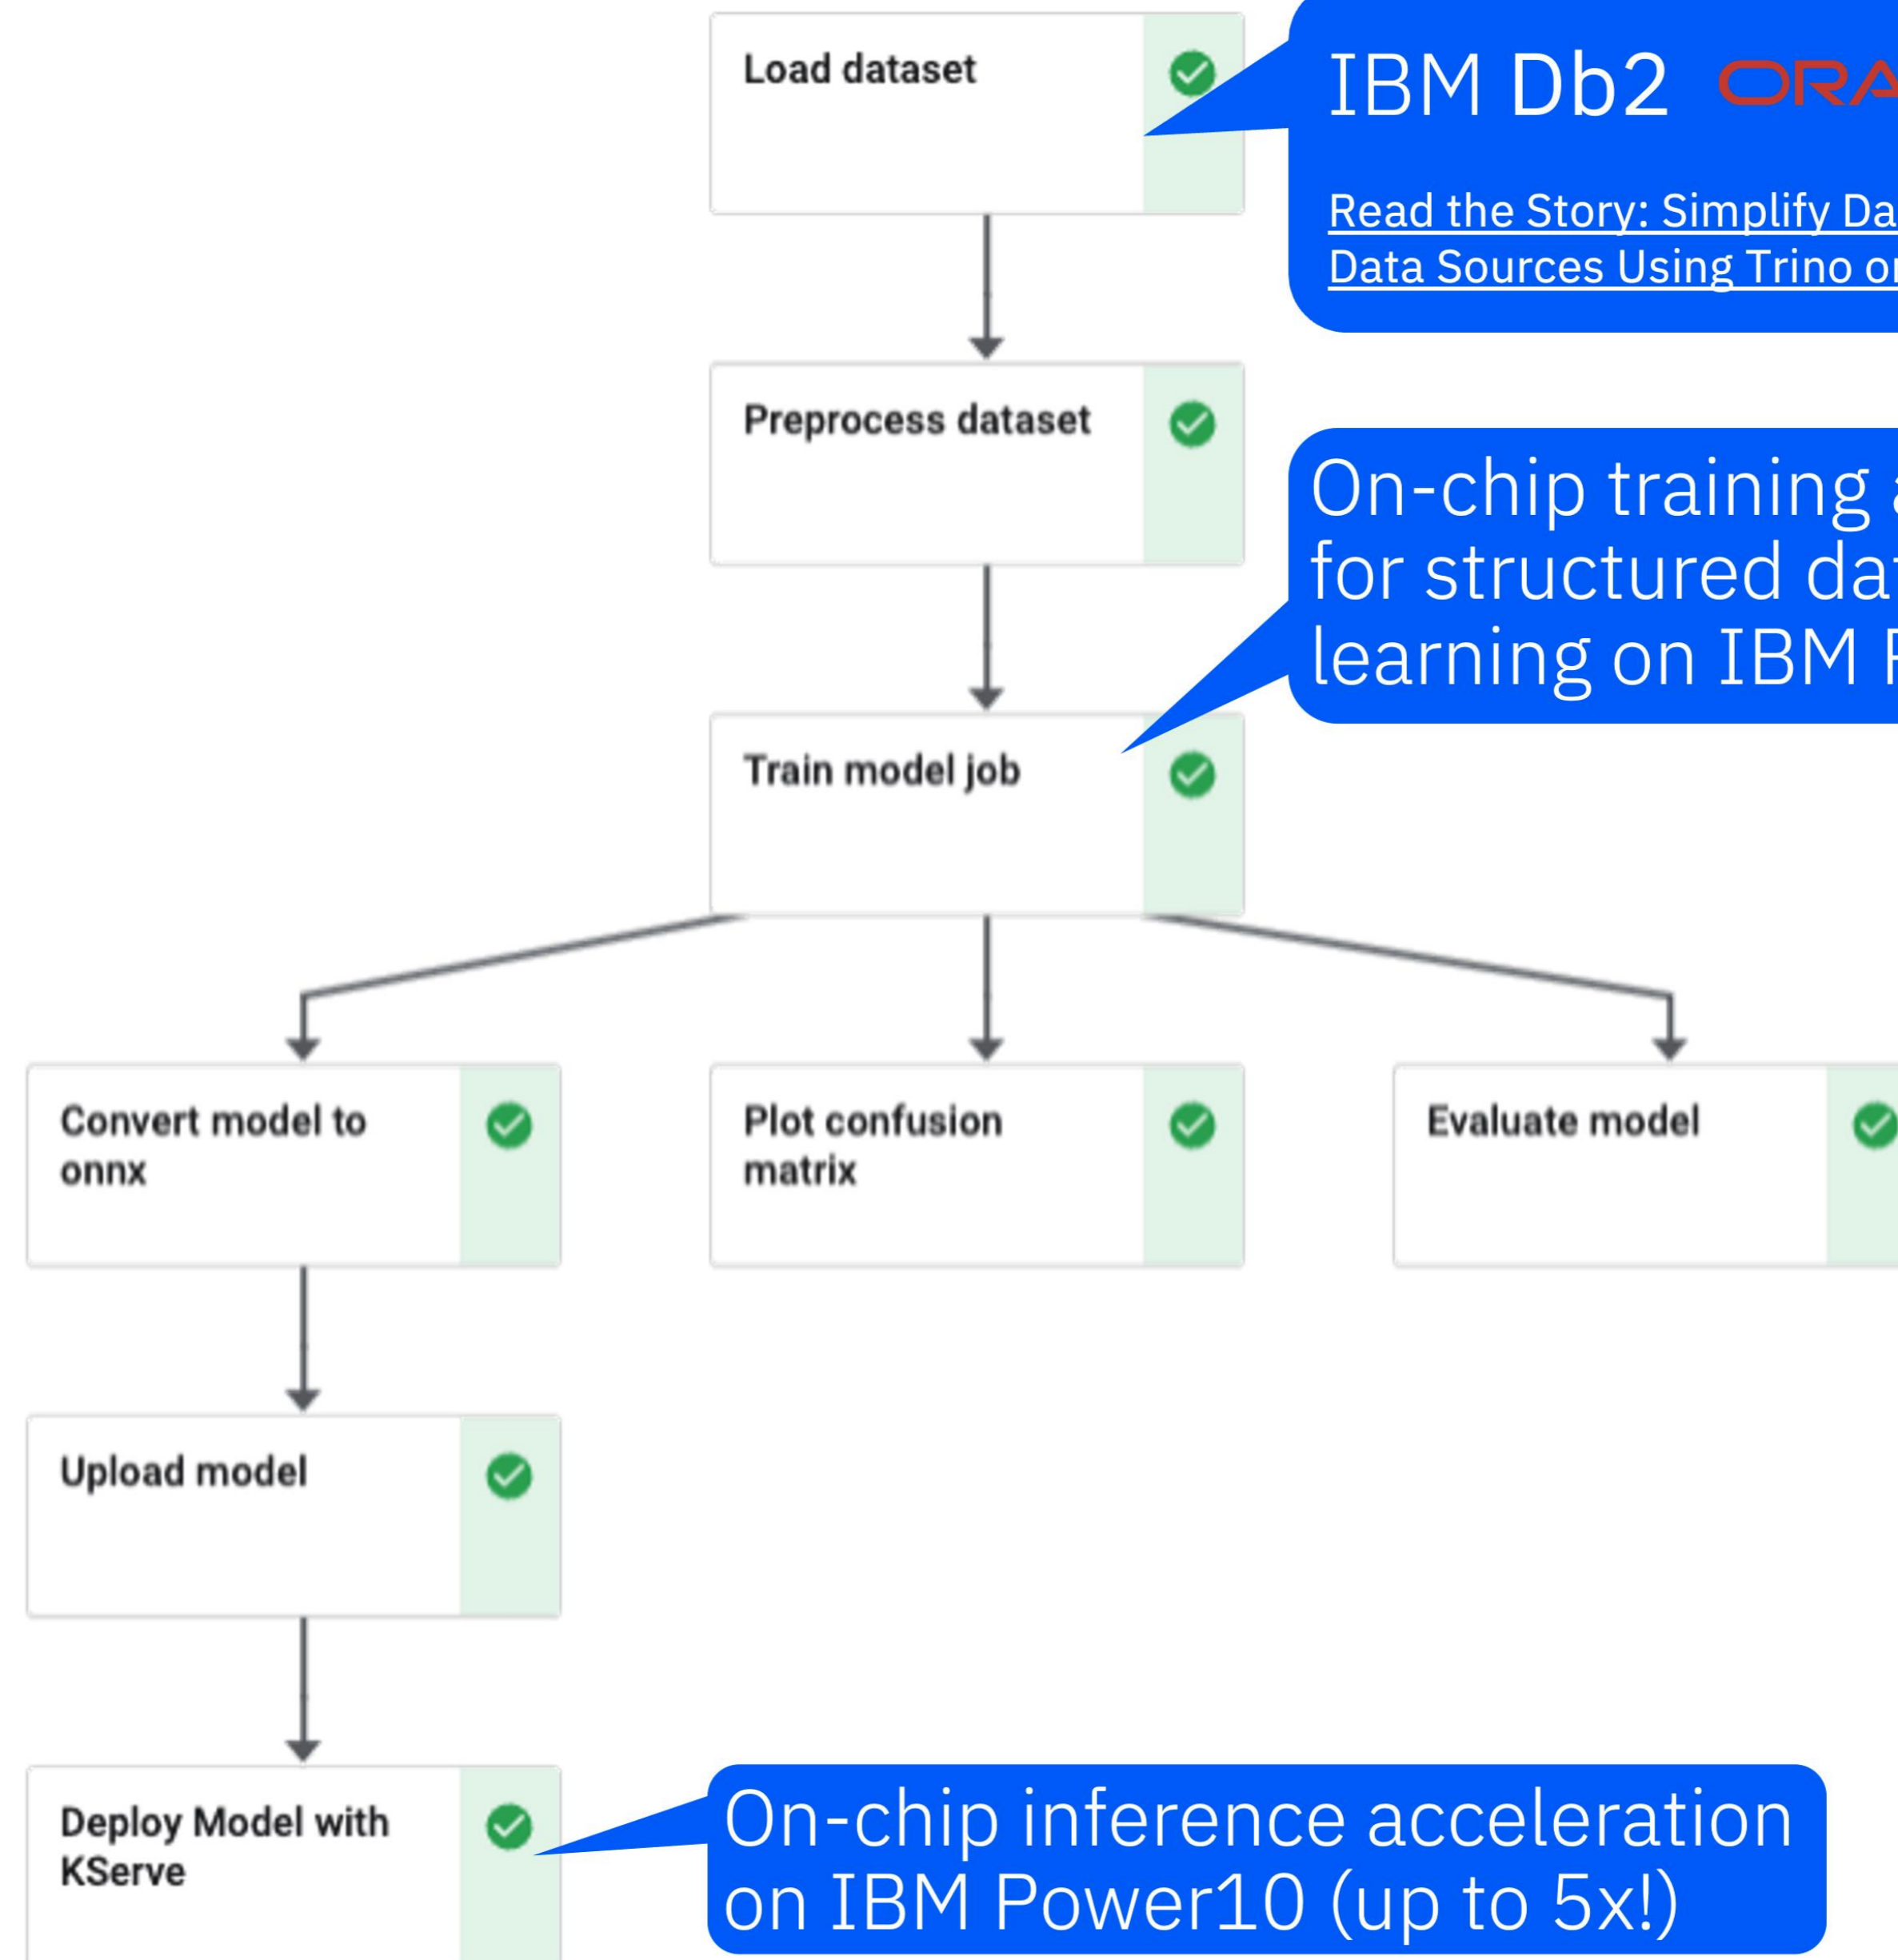 Load dataset
IBM Db2
Read the Story: Simplify
Data Sources Using Trino
Preprocess dataset
On-chip training
for structured
learning on IBM
Train model job
Convert model to
onnx
Plot confusion
matrix
Evaluate model
Upload model
Deploy Model with
KServe
On-chip inference acceleration
on IBM Power10 (up to 5x!)